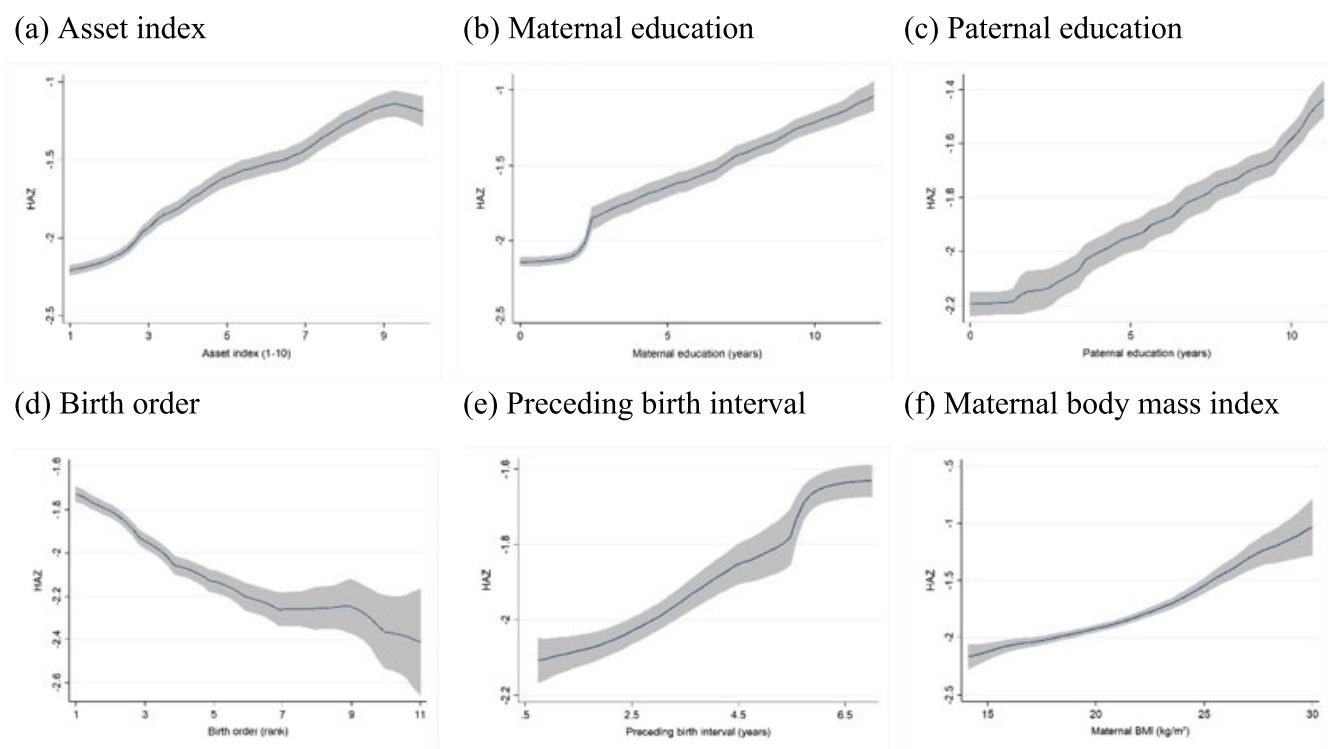 (a) Asset index
(b) Maternal education
(c) Paternal education
HAZ
-1
-1.5
-2
-2.5
1 3 5 7 9
Asset index (1-10)
HAZ
-1
-1.5
-2
-2.5
0 5 10
Maternal education (years)
HAZ
-1.4
-1.6
-1.8
-2
-2.2
0 5 10
Paternal education (years)
(d) Birth order
(e) Preceding birth interval
(f) Maternal body mass index
HAZ
-1.6
-1.8
-2
-2.2
-2.4
-2.6
1 3 5 7 9 11
Birth order (rank)
HAZ
-1.6
-1.8
-2
-2.2
.5 2.5 4.5 6.5
Preceding birth interval (years)
HAZ
-.5
-1
-1.5
-2
-2.5
15 20 25 30
Maternal BMI (kg/m²)